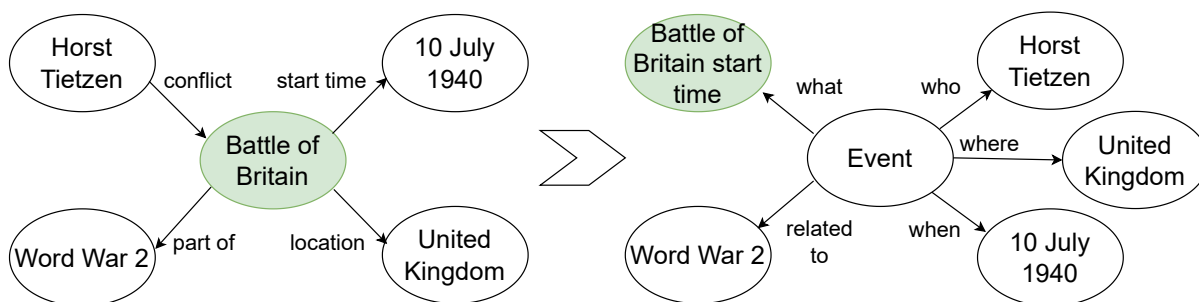 Horst
Tietzen
conflict
start time
10 July
1940
Battle of
Britain
Word War 2
part of
location
United
Kingdom
Battle of
Britain start
time
what
who
Horst
Tietzen
Event
where
United
Kingdom
Word War 2
related
to
when
10 July
1940